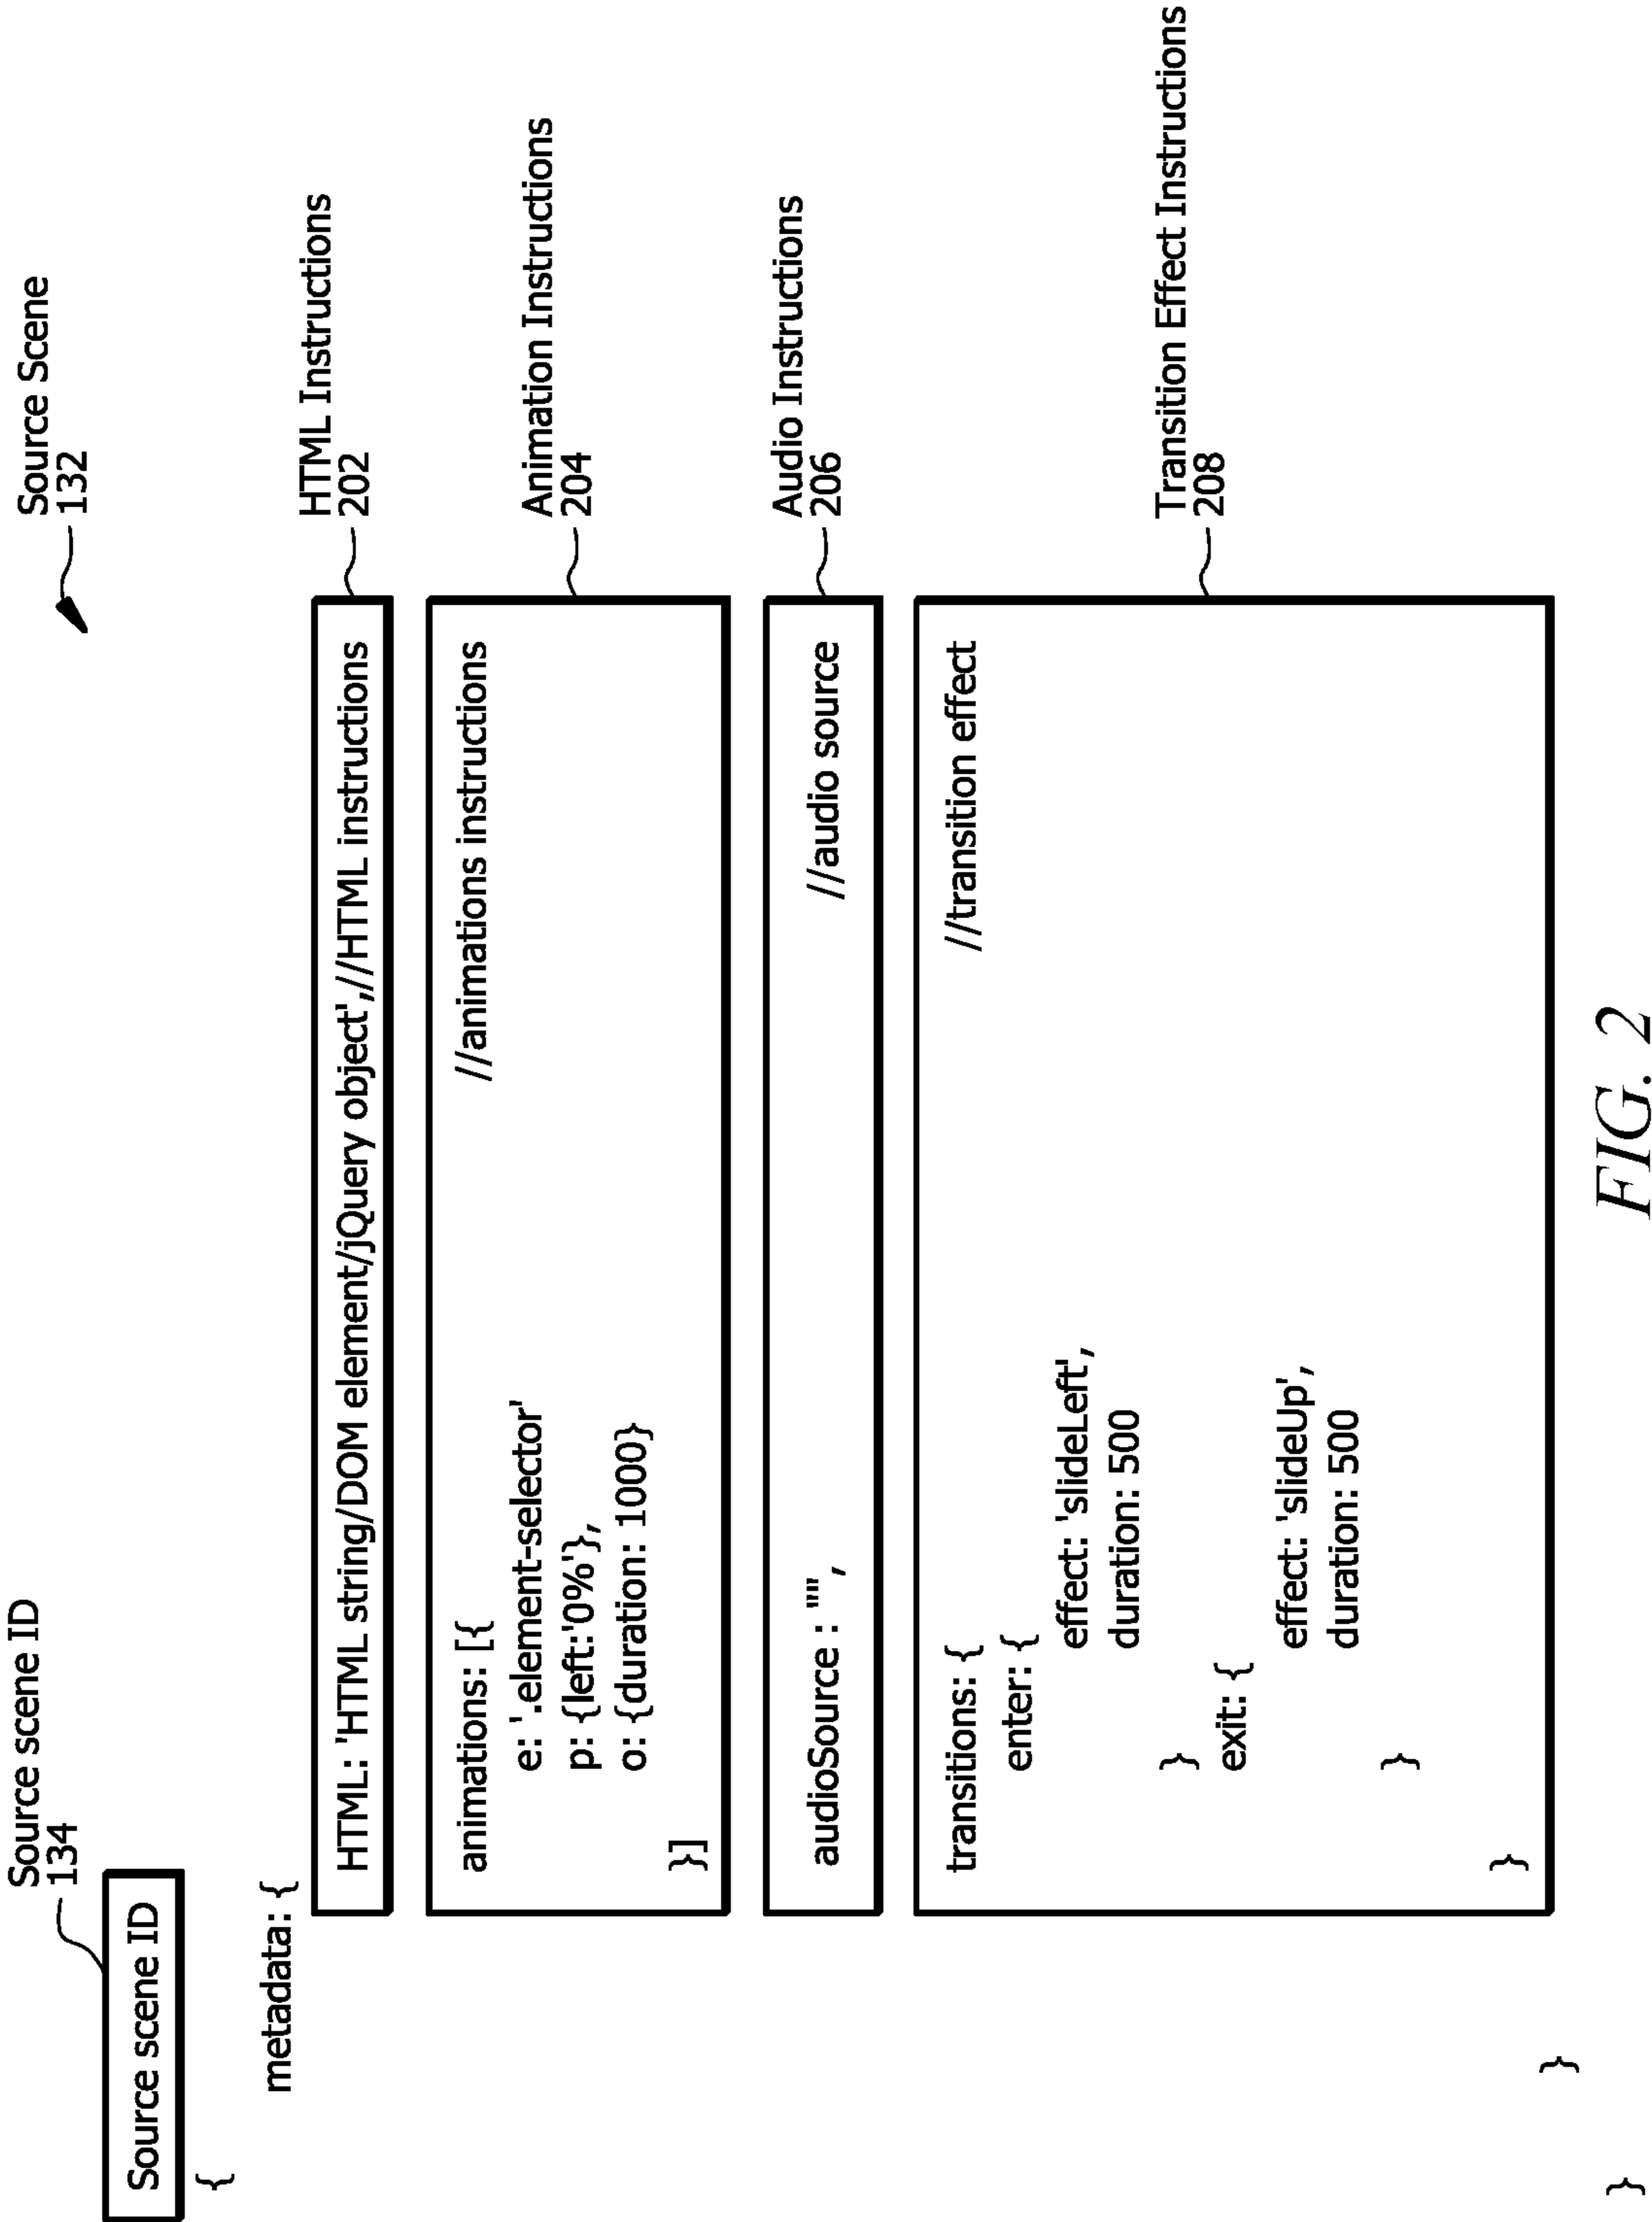 Source Scene
132
Source scene ID
134
Source scene ID
{
metadata: {
HTML: 'HTML string/DOM element/jQuery object',//HTML instructions
HTML Instructions
202
animations: [{ //animations instructions
e: '.element-selector'
p: {left:'0%'},
o: {duration: 1000}
}]
Animation Instructions
204
audioSource : "", //audio source
Audio Instructions
206
transitions: { //transition effect
enter: {
effect: 'slideLeft',
duration: 500
}
exit: {
effect: 'slideUp',
duration: 500
}
}
Transition Effect Instructions
208
}
}
FIG. 2